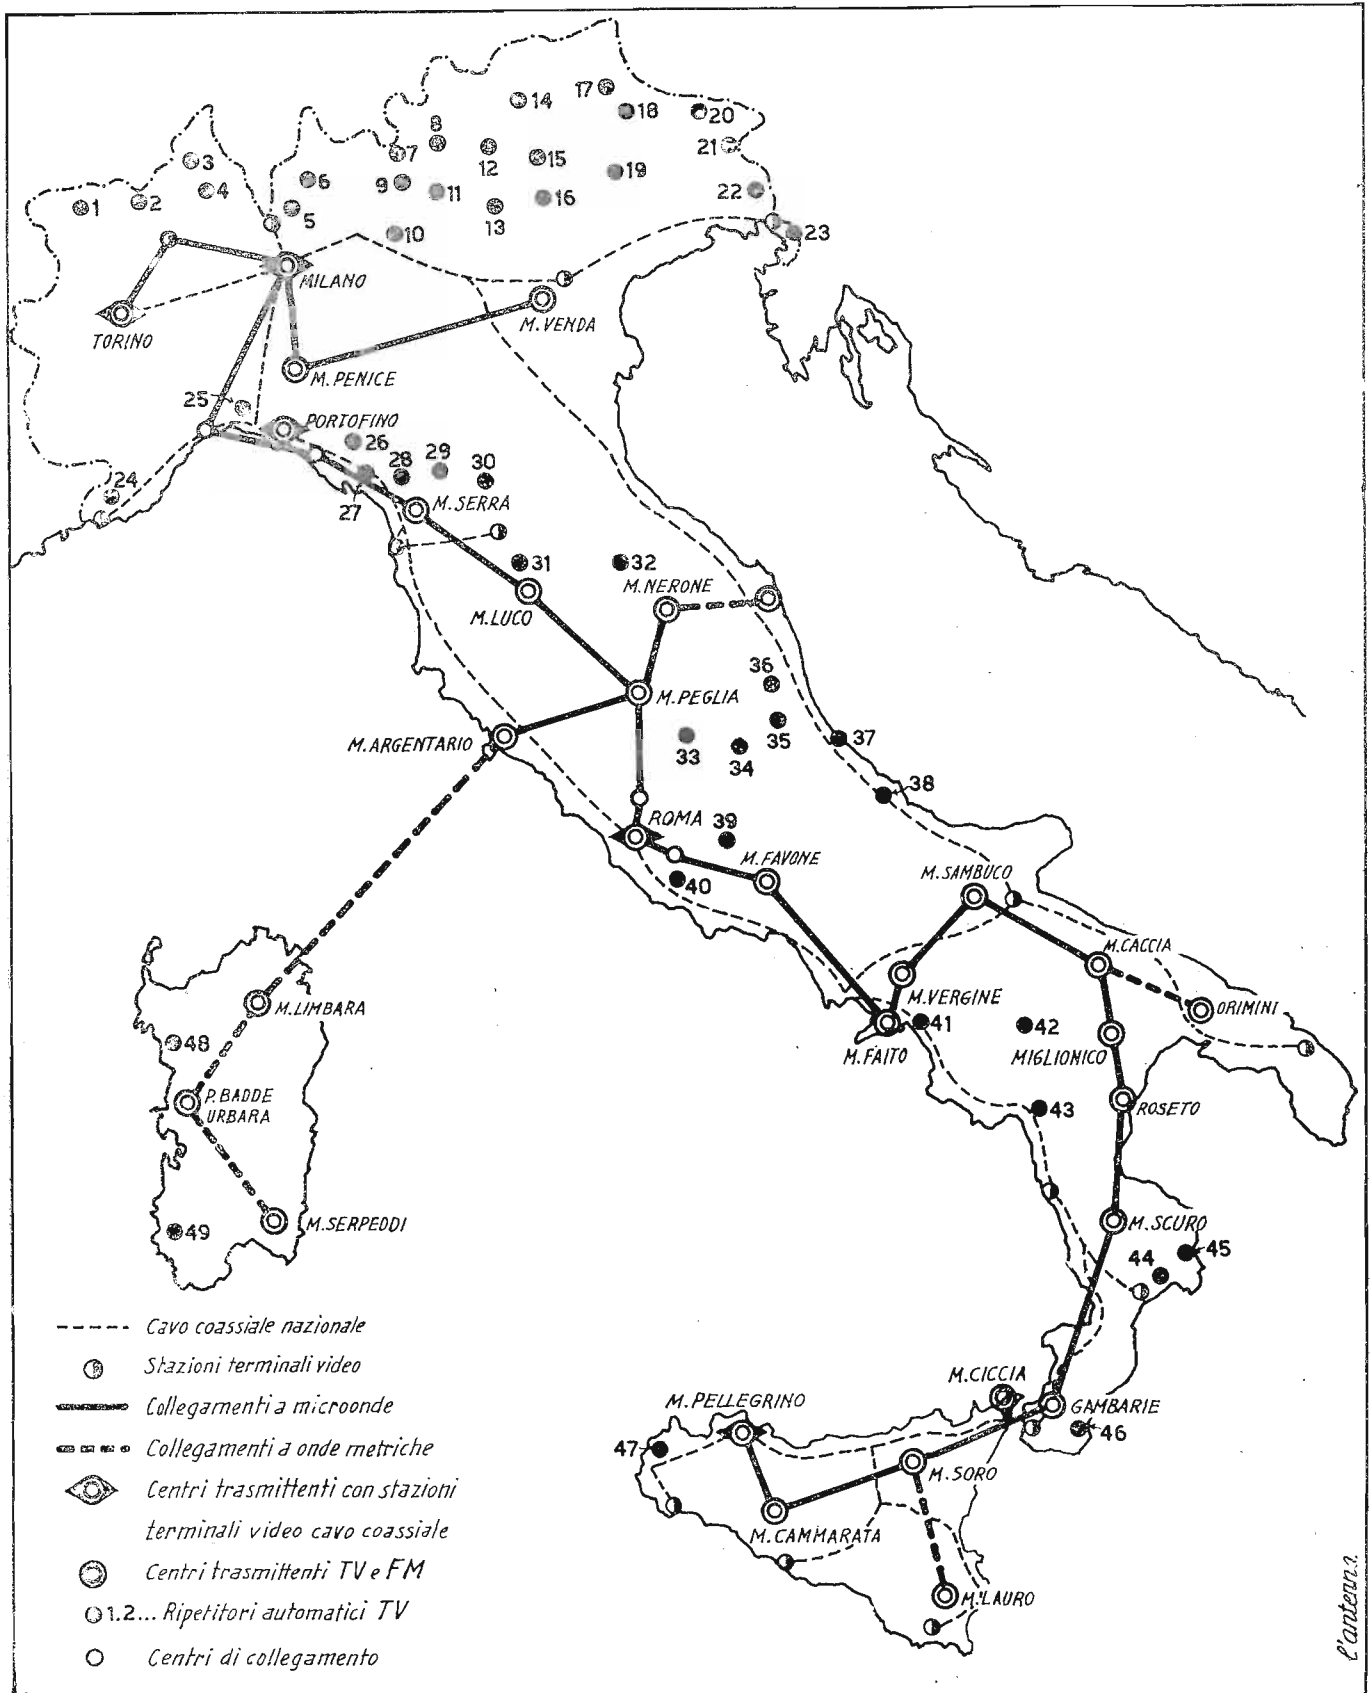 17
14
18
20
8
21
7
12
15
3
19
6
9
11
16
22
4
1
2
5
13
10
23
MILANO
M. VENDA
TORINO
M. PENICE
25
PORTOFINO
26
28
29
30
24
27
M. SERRA
31
32
M. NERONE
M. LUCO
36
M. PEGLIA
35
M. ARGENTARIO
33
34
37
38
ROMA
39
M. FAVONE
40
M. SAMBUCO
M. CACCIA
M. VERGINE
M. LIMBARA
ORIMINI
41
42
48
M. FAITO
MIGLIONICO
P. BADDE
URBARA
43
ROSETO
M. SERPEDDI
M. SCURO
49
45
44
Cavo coassiale nazionale
Stazioni terminali video
M. CICCIA
Collegamenti a microonde
M. PELLEGRINO
GAMBARIE
Collegamenti a onde metriche
47
46
M. SORO
Centri trasmittenti con stazioni
terminali video cavo coassiale
M. CAMMARATA
Centri trasmittenti TV e FM
M. LAURO
1.2... Ripetitori automatici TV
Centri di collegamento
l'antenna